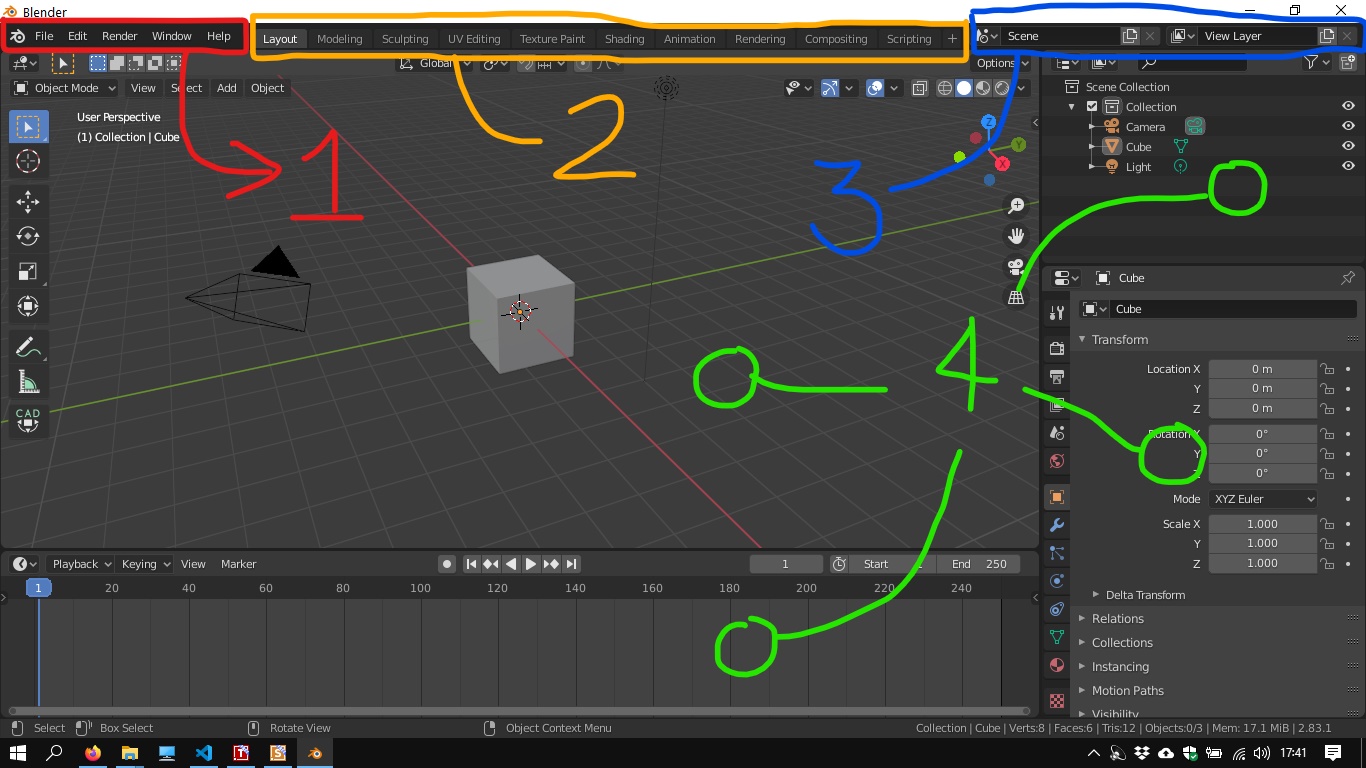 Blender
File Edit Render Window Help
Layout Modeling Sculpting UV Editing Texture Paint Shading Animation Rendering Compositing Scripting +
Scene
View Layer
Global
Options
Object Mode View Select Add Object
User Perspective
(1) Collection | Cube
Z
Y
X
1
2
3
4
CAD
Scene Collection
Collection
Camera
Cube
Light
Cube
Cube
Transform
Location X 0 m
Y 0 m
Z 0 m
Rotation X 0°
Y 0°
Z 0°
Mode XYZ Euler
Scale X 1.000
Y 1.000
Z 1.000
Delta Transform
Relations
Collections
Instancing
Motion Paths
Visibility
Playback Keying View Marker
1 Start 1 End 250
1 20 40 60 80 100 120 140 160 180 200 220 240
Select Box Select Rotate View Object Context Menu
Collection | Cube | Verts:8 | Faces:6 | Tris:12 | Objects:0/3 | Mem: 17.1 MiB | 2.83.1
17:41